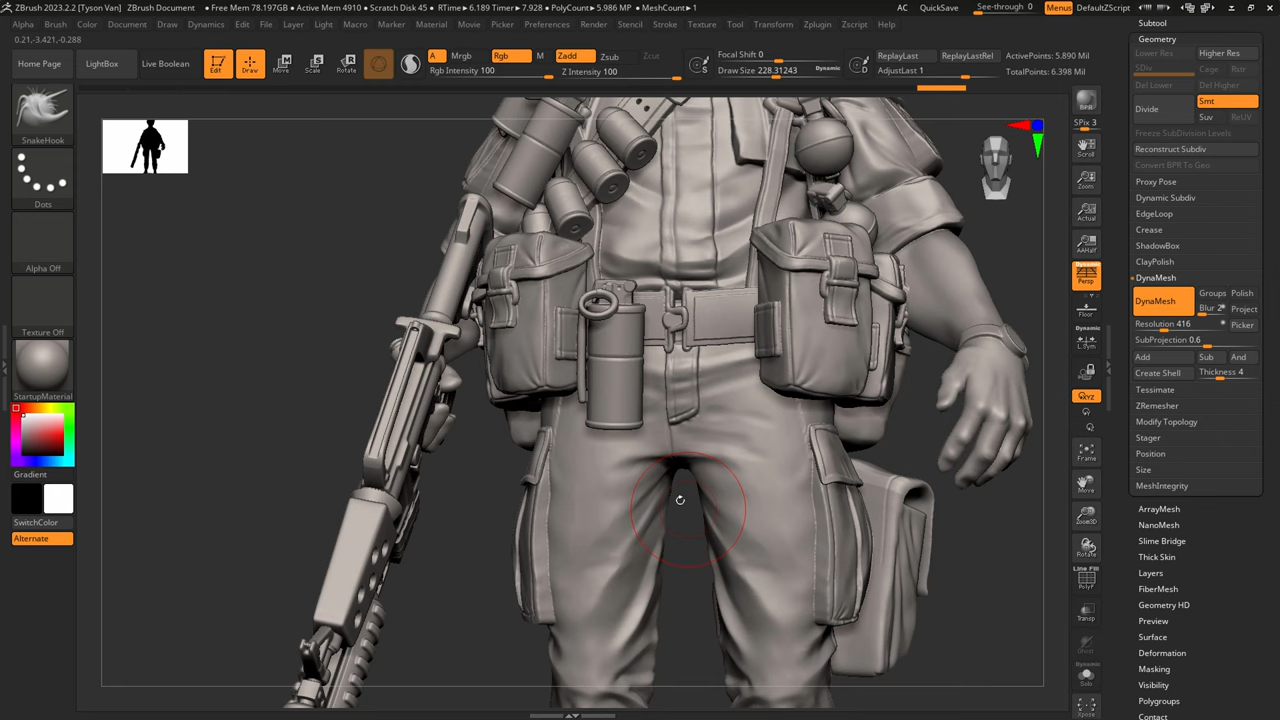 ZBrush 2023.2.2 [Tyson Van] ZBrush Document • Free Mem 78.197GB • Active Mem 4910 • Scratch Disk 45 • RTime▸6.189 Timer▸7.928 • PolyCount▸5.986 MP • MeshCount▸1 AC QuickSave See-through 0 Menus DefaultZScript
Alpha Brush Color Document Draw Dynamics Edit File Layer Light Macro Marker Material Movie Picker Preferences Render Stencil Stroke Texture Tool Transform Zplugin Zscript Help
0.21,-3.421,-0.288
Home Page LightBox Live Boolean Edit Draw Move Scale Rotate
A Mrgb Rgb M Zadd Zsub Zcut
Rgb Intensity 100 Z Intensity 100
Focal Shift 0
Draw Size 228.31243 Dynamic
S D
ReplayLast ReplayLastRel ActivePoints: 5.890 Mil
AdjustLast 1 TotalPoints: 6.398 Mil
SnakeHook
Dots
Alpha Off
Texture Off
StartupMaterial
Gradient
SwitchColor
Alternate
BPR
SPix 3
Scroll
Zoom
Actual
AAHalf
Dynamic
Persp
Floor
Dynamic
L.Sym
XYZ
Frame
Move
Zoom3D
Rotate
Line Fill
PolyF
Transp
Ghost
Dynamic
Solo
Xpose
Subtool
Geometry
Lower Res Higher Res
SDiv Cage Rstr
Del Lower Del Higher
Divide Smt
Suv ReUV
Freeze SubDivision Levels
Reconstruct Subdiv
Convert BPR To Geo
Proxy Pose
Dynamic Subdiv
EdgeLoop
Crease
ShadowBox
ClayPolish
DynaMesh
DynaMesh Groups Polish
Blur 2 Project
Resolution 416 Picker
SubProjection 0.6
Add Sub And
Create Shell Thickness 4
Tessimate
ZRemesher
Modify Topology
Stager
Position
Size
MeshIntegrity
ArrayMesh
NanoMesh
Slime Bridge
Thick Skin
Layers
FiberMesh
Geometry HD
Preview
Surface
Deformation
Masking
Visibility
Polygroups
Contact